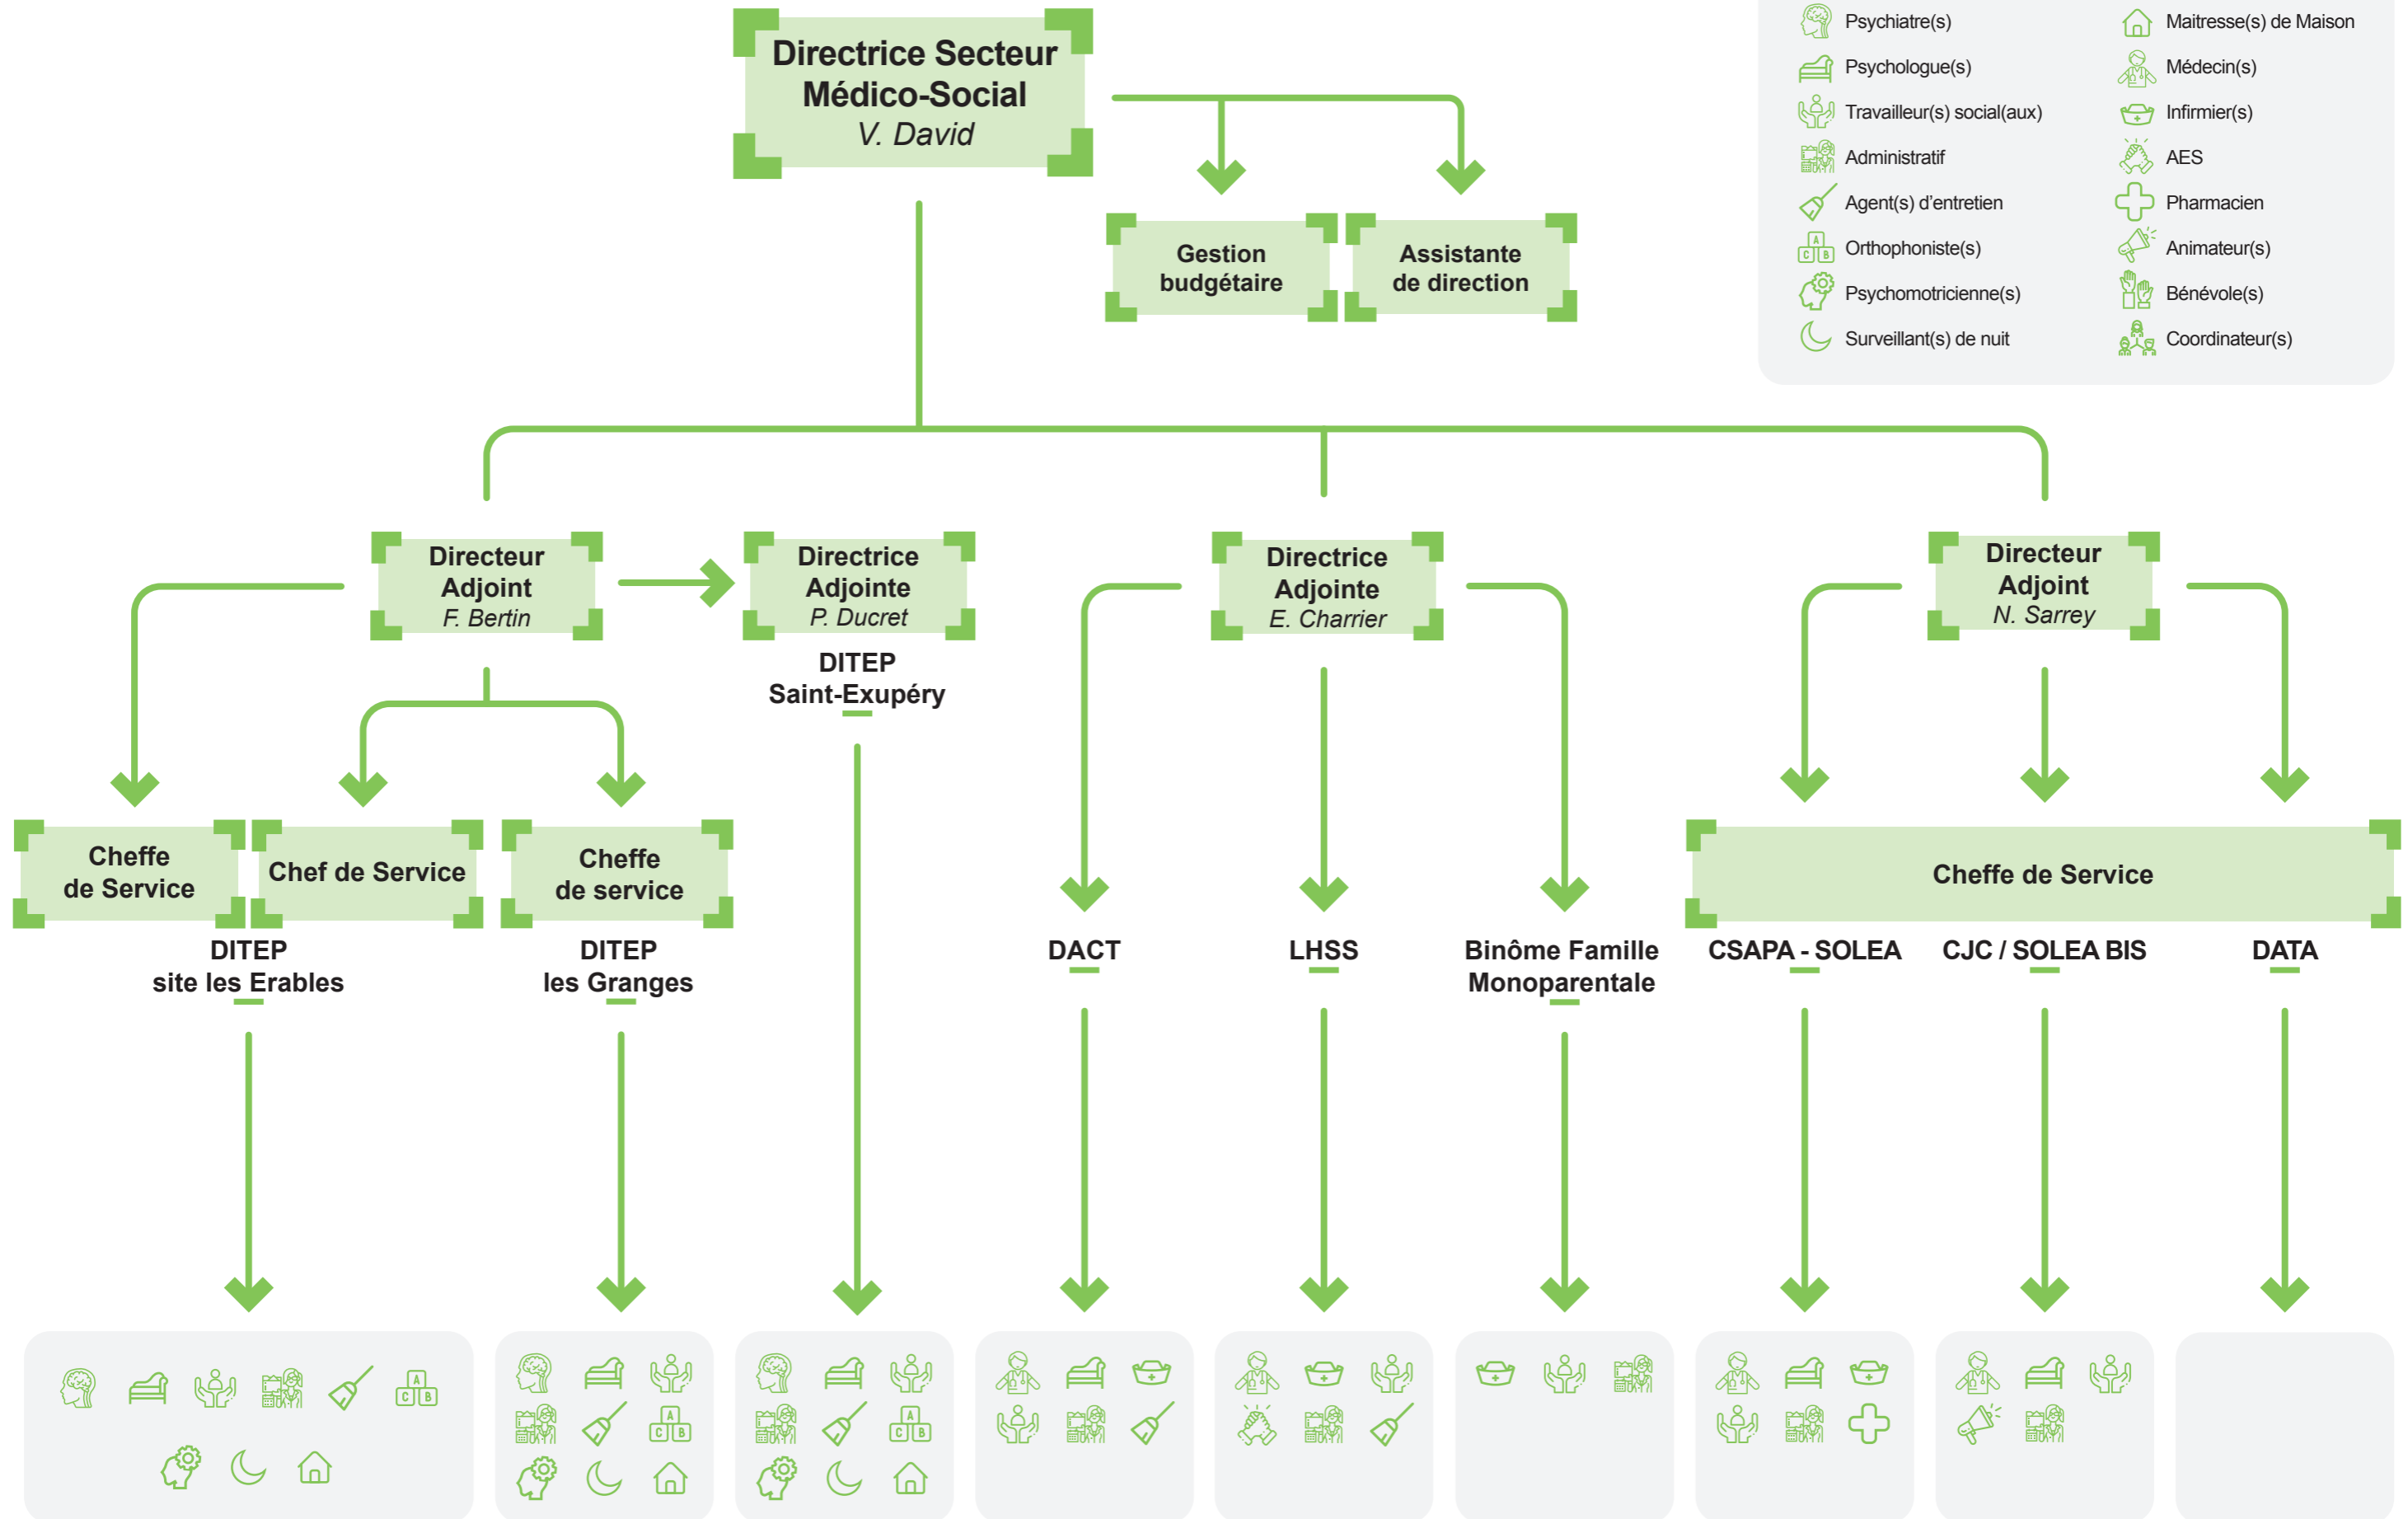 Directrice Secteur
Médico-Social
V. David
Psychiatre(s)
Psychologue(s)
Travailleur(s) social(aux)
Administratif
Agent(s) d'entretien
Orthophoniste(s)
Psychomotricienne(s)
Surveillant(s) de nuit
Maitresse(s) de Maison
Médecin(s)
Infirmier(s)
AES
Pharmacien
Animateur(s)
Bénévole(s)
Coordinateur(s)
Gestion
budgétaire
Assistante
de direction
Directeur
Adjoint
F. Bertin
Directrice
Adjointe
P. Ducret
DITEP
Saint-Exupéry
Directrice
Adjointe
E. Charrier
Directeur
Adjoint
N. Sarrey
Cheffe
de Service
Chef de Service
Cheffe
de service
Cheffe de Service
DITEP
site les Erables
DITEP
les Granges
DACT
LHSS
Binôme Famille
Monoparentale
CSAPA - SOLEA
CJC / SOLEA BIS
DATA